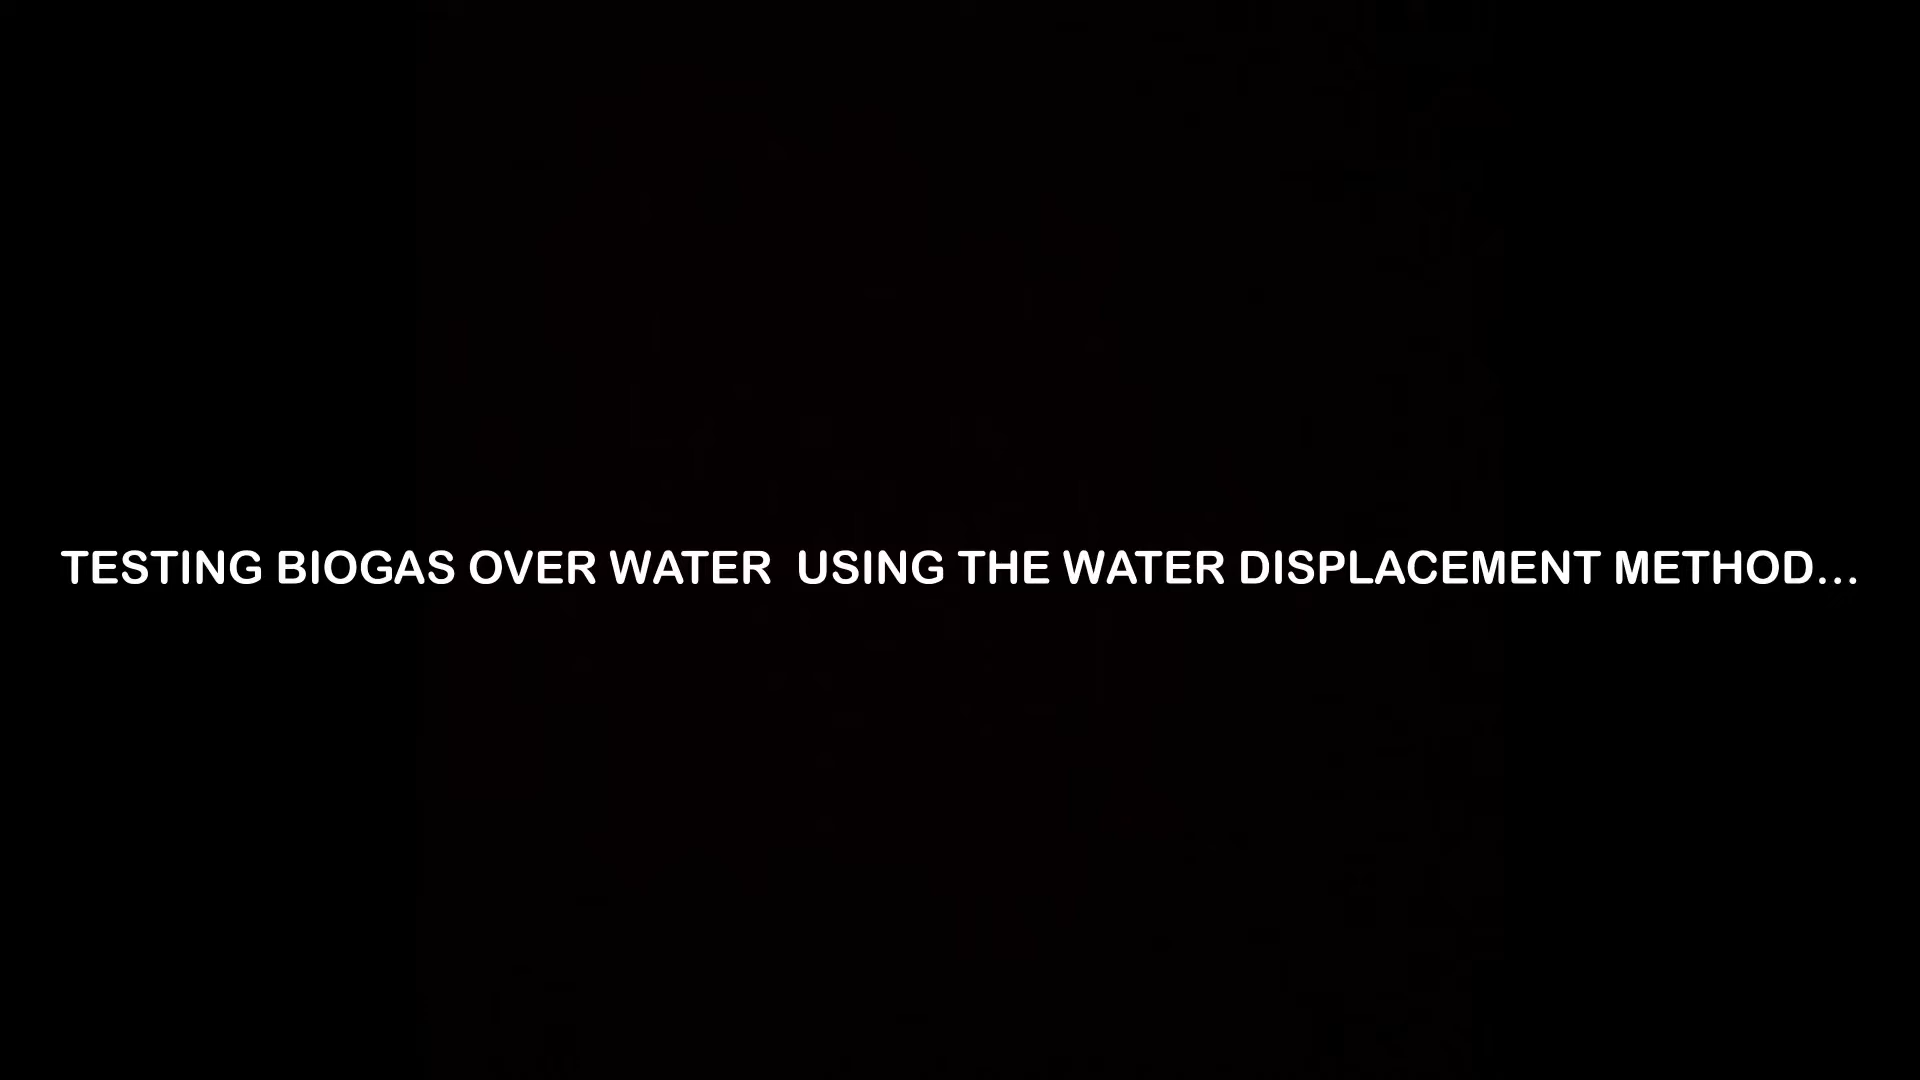 TESTING BIOGAS OVER WATER  USING THE WATER DISPLACEMENT METHOD...